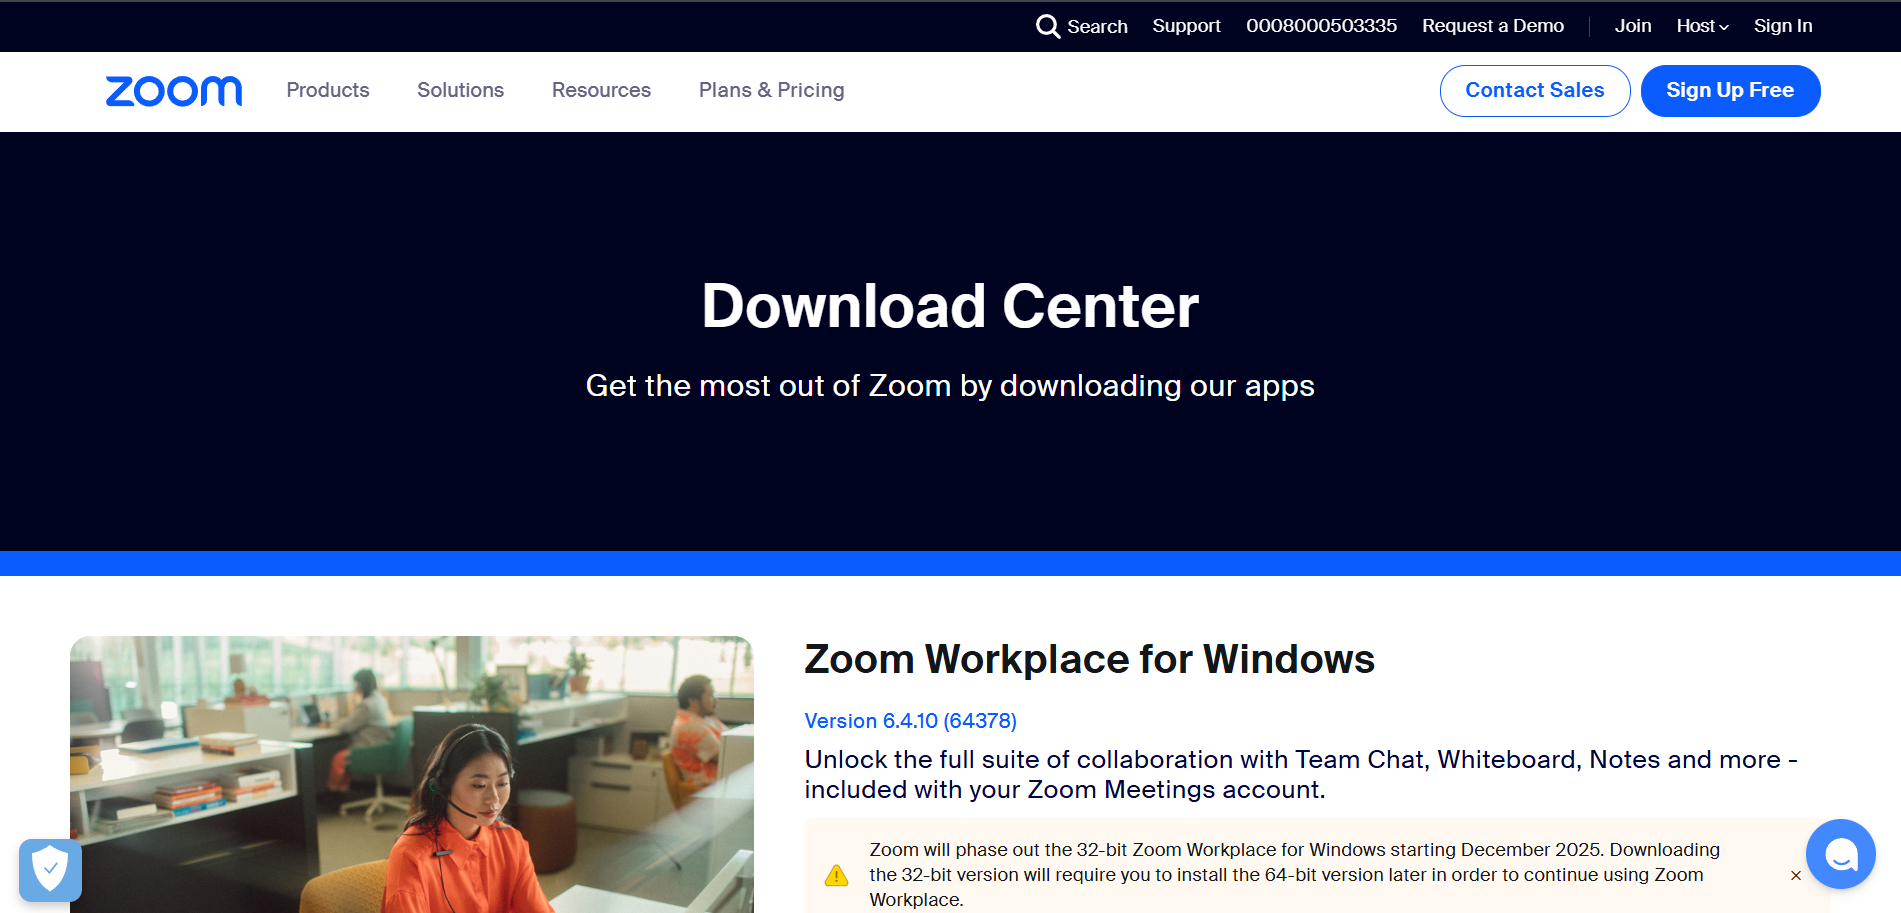 Search Support 0008000503335 Request a Demo Join Host Sign In
zoom Products Solutions Resources Plans & Pricing Contact Sales Sign Up Free
Download Center
Get the most out of Zoom by downloading our apps
Zoom Workplace for Windows
Version 6.4.10 (64378)
Unlock the full suite of collaboration with Team Chat, Whiteboard, Notes and more -
included with your Zoom Meetings account.
Zoom will phase out the 32-bit Zoom Workplace for Windows starting December 2025. Downloading
the 32-bit version will require you to install the 64-bit version later in order to continue using Zoom
Workplace.